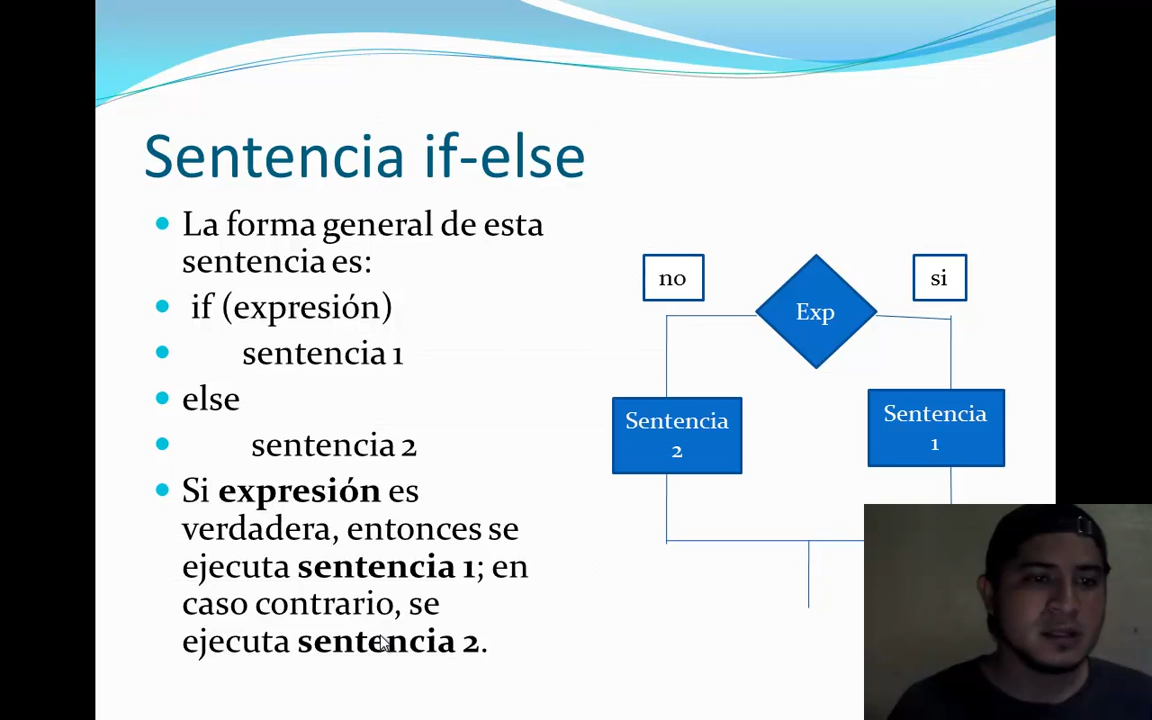 Sentencia if-else
La forma general de esta
sentencia es:
if (expresión)
sentencia 1
else
sentencia 2
Si expresión es
verdadera, entonces se
ejecuta sentencia 1; en
caso contrario, se
ejecuta sentencia 2.
no
Exp
si
Sentencia
2
Sentencia
1